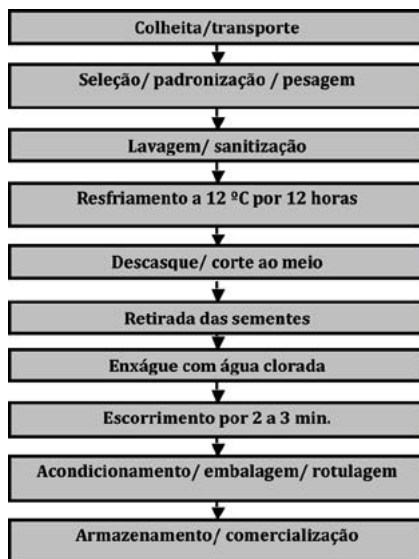 Colheita/transporte
Seleção/ padronização / pesagem
Lavagem/ sanitização
Resfriamento a 12 ºC por 12 horas
Descasque/ corte ao meio
Retirada das sementes
Enxágue com água clorada
Escorrimento por 2 a 3 min.
Acondicionamento/ embalagem/ rotulagem
Armazenamento/ comercialização